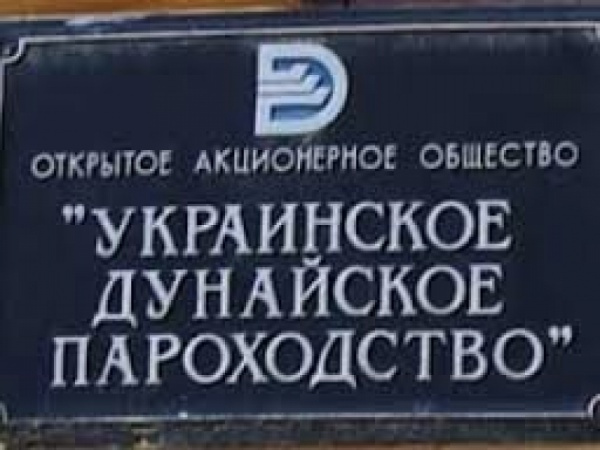 ОТКРЫТОЕ АКЦИОНЕРНОЕ ОБЩЕСТВО
"УКРАИНСКОЕ
ДУНАЙСКОЕ
ПАРОХОДСТВО"